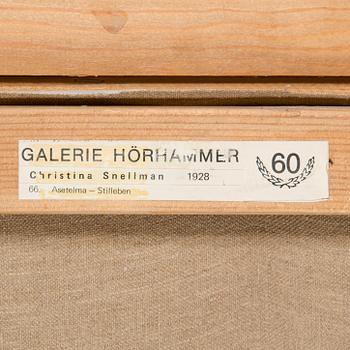 GALERIE HÖRHAMMER 60
Christina Snellman 1928
66. Asetelma — Stilleben